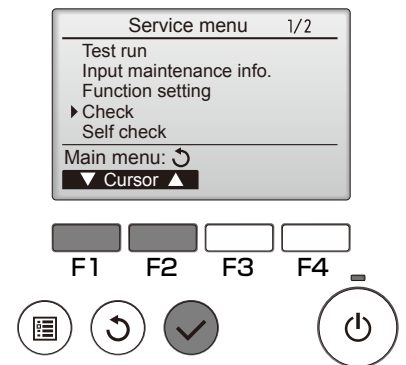 Service menu 1/2
Test run
Input maintenance info.
Function setting
Check
Self check
Main menu:
▼ Cursor ▲
F1 F2 F3 F4